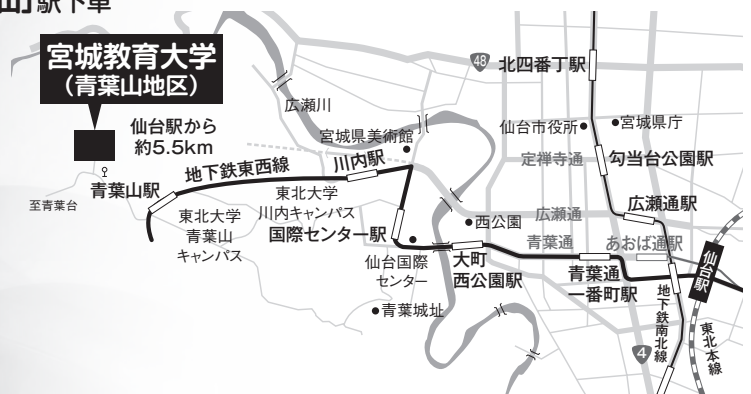 山」駅下車
宮城教育大学
（青葉山地区）
仙台駅から
約5.5km
青葉山駅
至青葉台
地下鉄東西線
東北大学
青葉山
キャンパス
川内駅
東北大学
川内キャンパス
国際センター駅
仙台国際
センター
青葉城址
広瀬川
宮城県美術館
西公園
大町
西公園駅
48
北四番丁駅
仙台市役所
宮城県庁
定禅寺通
勾当台公園駅
広瀬通
広瀬通駅
青葉通
あおば通駅
青葉通
一番町駅
仙台駅
地下鉄南北線
東北本線
4